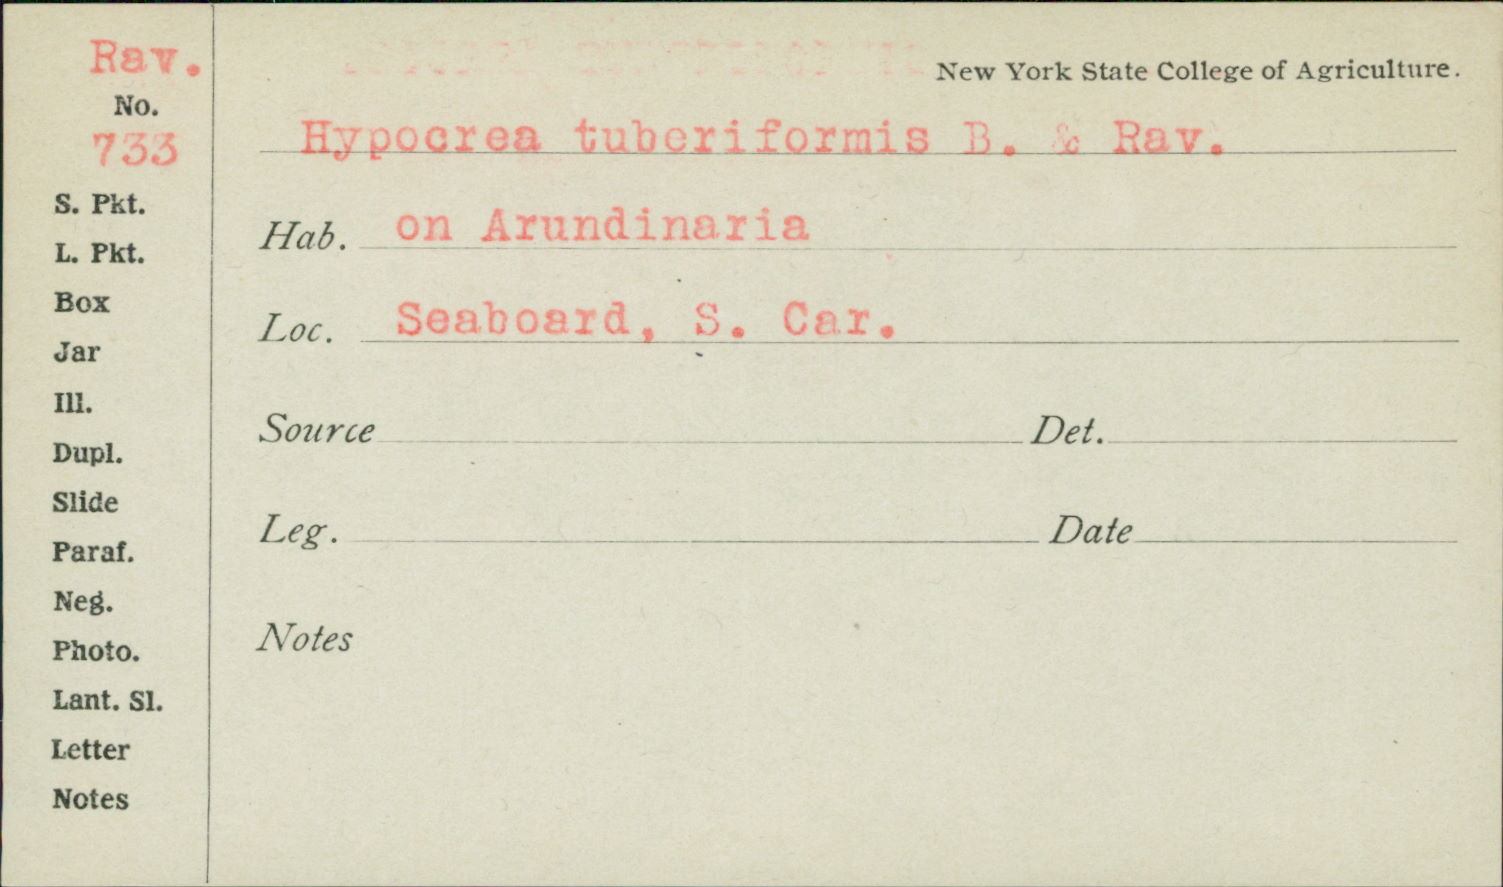 Rav.
No.
733
S. Pkt.
L. Pkt.
Box
Jar
Ill.
Dupl.
Slide
Paraf.
Neg.
Photo.
Lant. Sl.
Letter
Notes
New York State College of Agriculture.
Hypocrea tuberiformis B. & Rav.
Hab. on Arundinaria
Loc. Seaboard, S. Car.
Source Det.
Leg. Date
Notes